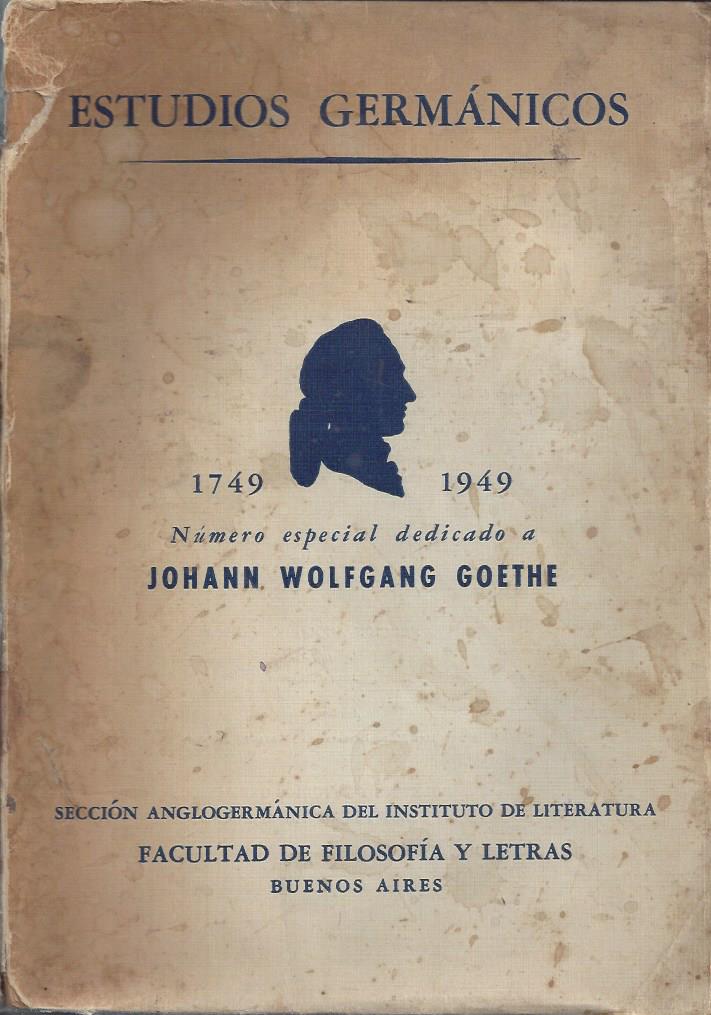 ESTUDIOS GERMÁNICOS
1749 1949
Número especial dedicado a
JOHANN WOLFGANG GOETHE
SECCIÓN ANGLOGERMÁNICA DEL INSTITUTO DE LITERATURA
FACULTAD DE FILOSOFÍA Y LETRAS
BUENOS AIRES